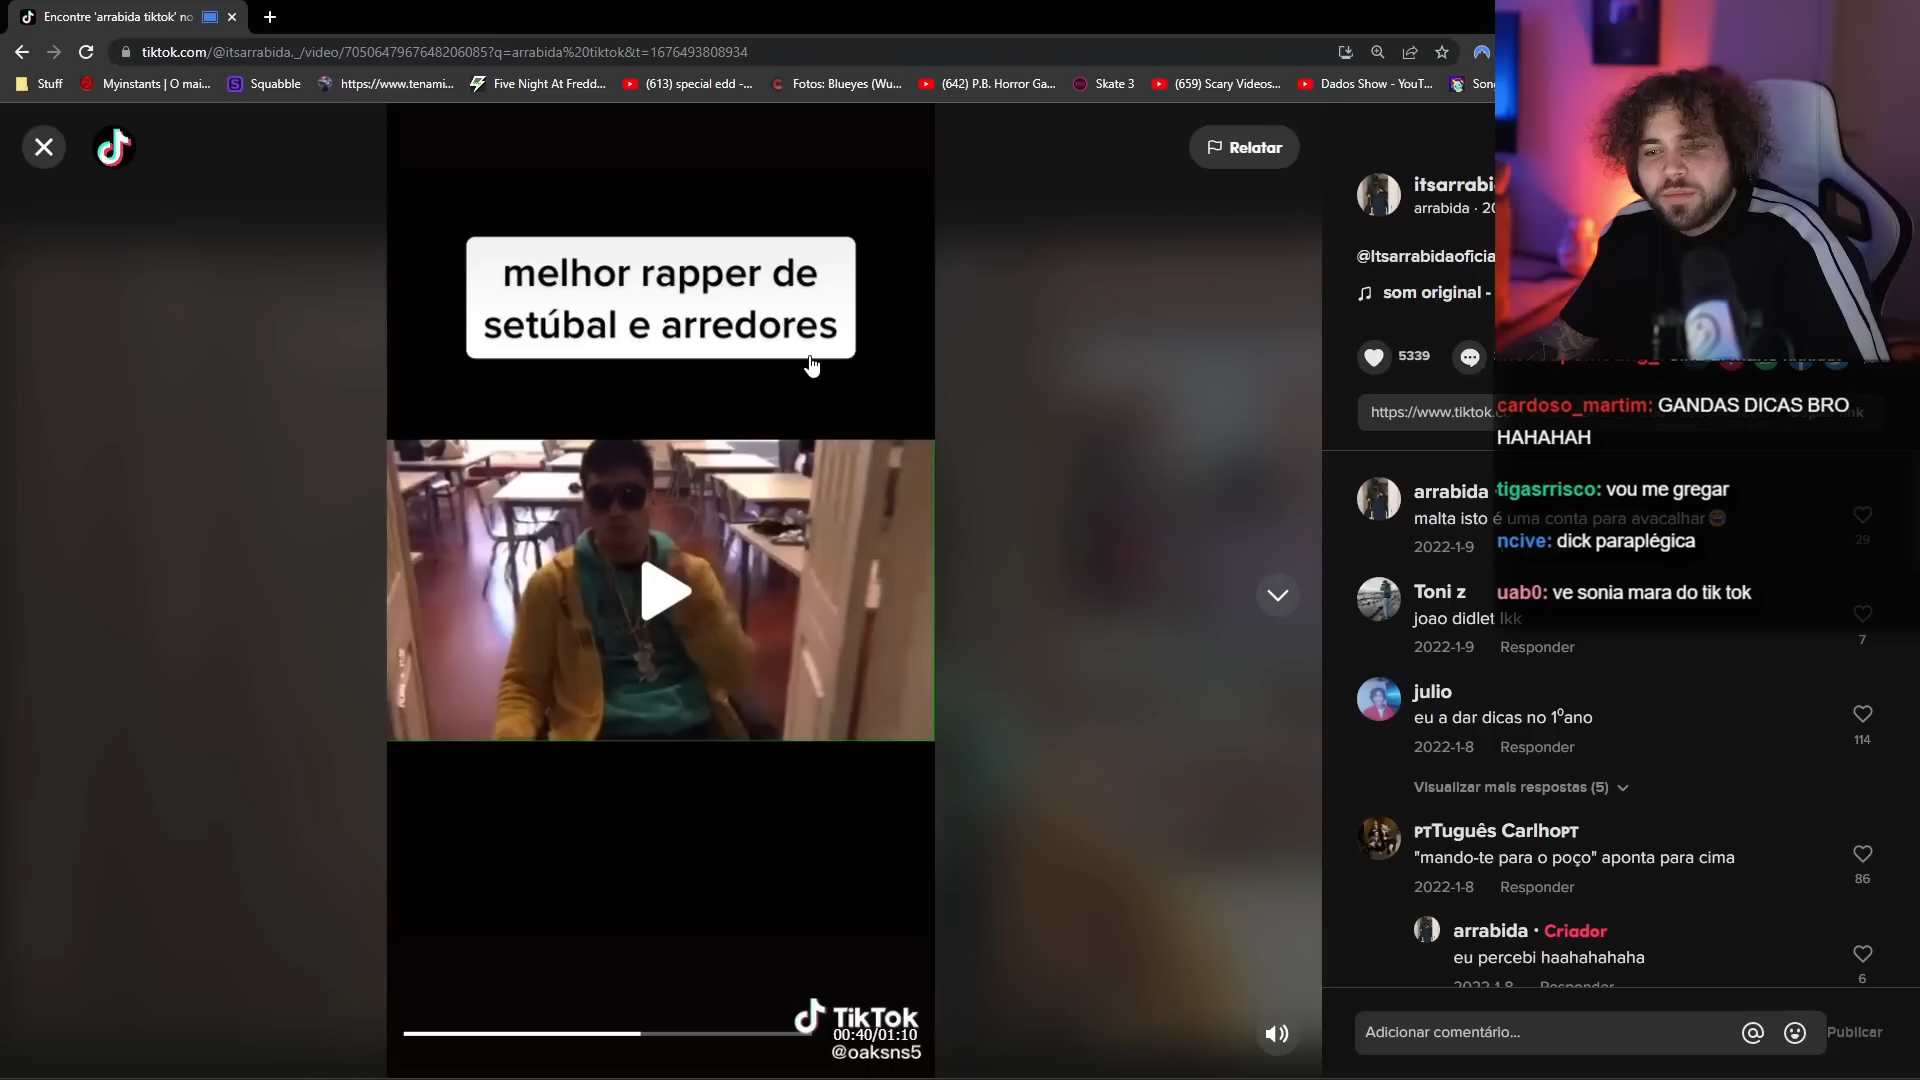 Encontre 'arrabida tiktok' no
tiktok.com/@itsarrabida._/video/7050647967648206085?q=arrabida%20tiktok&t=1676493808934
Stuff
Myinstants | O mai...
Squabble
https://www.tenami...
Five Night At Fredd...
(613) special edd -...
Fotos: Blueyes (Wu...
(642) P.B. Horror Ga...
Skate 3
(659) Scary Videos...
Dados Show - YouT...
Song
Relatar
melhor rapper de
setúbal e arredores
TikTok
00:40/01:10
@oaksns5
itsarrabi
arrabida · 20
@Itsarrabidaoficia
som original -
5339
https://www.tiktok.c
cardoso_martim: GANDAS DICAS BRO
HAHAHAH
tigasrrisco: vou me gregar
ncive: dick paraplégica
uab0: ve sonia mara do tik tok
arrabida
malta isto é uma conta para avacalhar😂
2022-1-9
29
Toni z
joao didlet lkk
2022-1-9 Responder
7
julio
eu a dar dicas no 1ºano
2022-1-8 Responder
114
Visualizar mais respostas (5)
PTTuguês CarlhoPT
"mando-te para o poço" aponta para cima
2022-1-8 Responder
86
arrabida · Criador
eu percebi haahahahaha
2022-1-8 Responder
6
Adicionar comentário...
Publicar